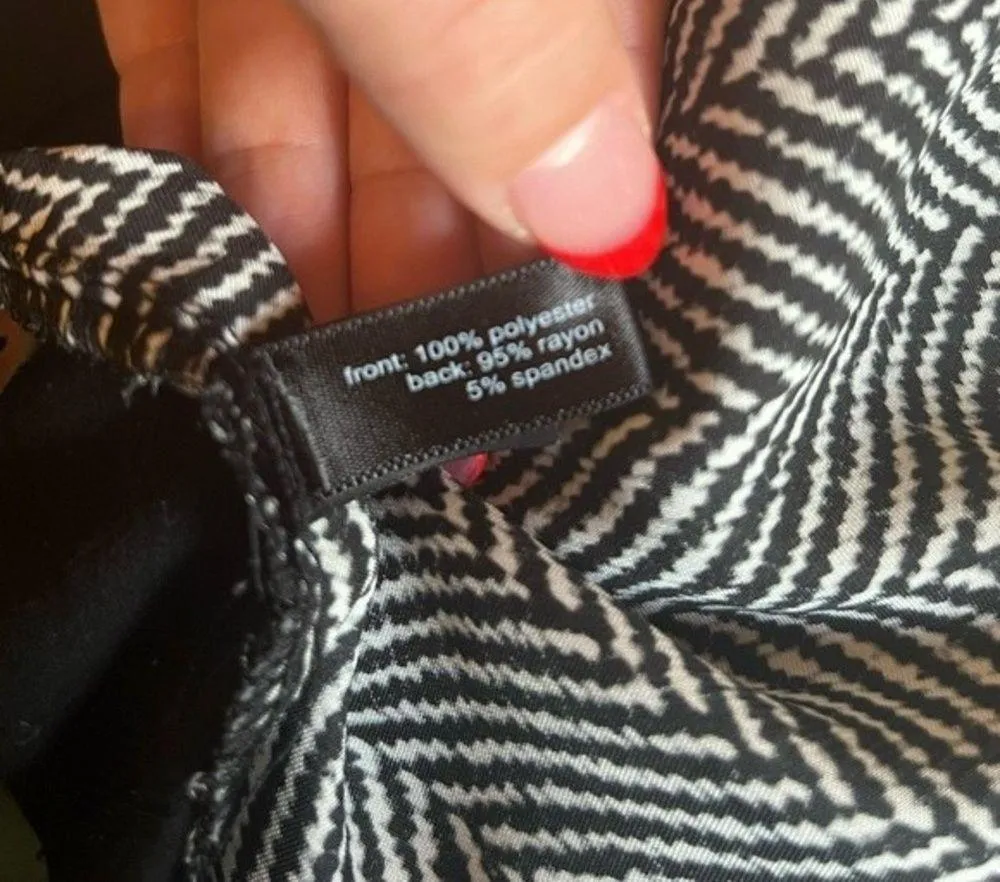 front: 100% polyester
back: 95% rayon
5% spandex